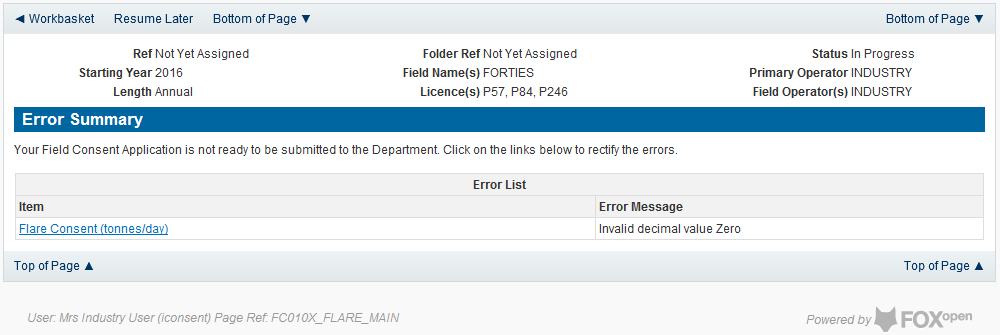 ◄ Workbasket Resume Later Bottom of Page ▼ Bottom of Page ▼
Ref Not Yet Assigned Folder Ref Not Yet Assigned Status In Progress
Starting Year 2016 Field Name(s) FORTIES Primary Operator INDUSTRY
Length Annual Licence(s) P57, P84, P246 Field Operator(s) INDUSTRY
Error Summary
Your Field Consent Application is not ready to be submitted to the Department. Click on the links below to rectify the errors.
Error List
Item Error Message
Flare Consent (tonnes/day) Invalid decimal value Zero
Top of Page ▲ Top of Page ▲
User: Mrs Industry User (iconsent) Page Ref: FC010X_FLARE_MAIN Powered by FOXopen